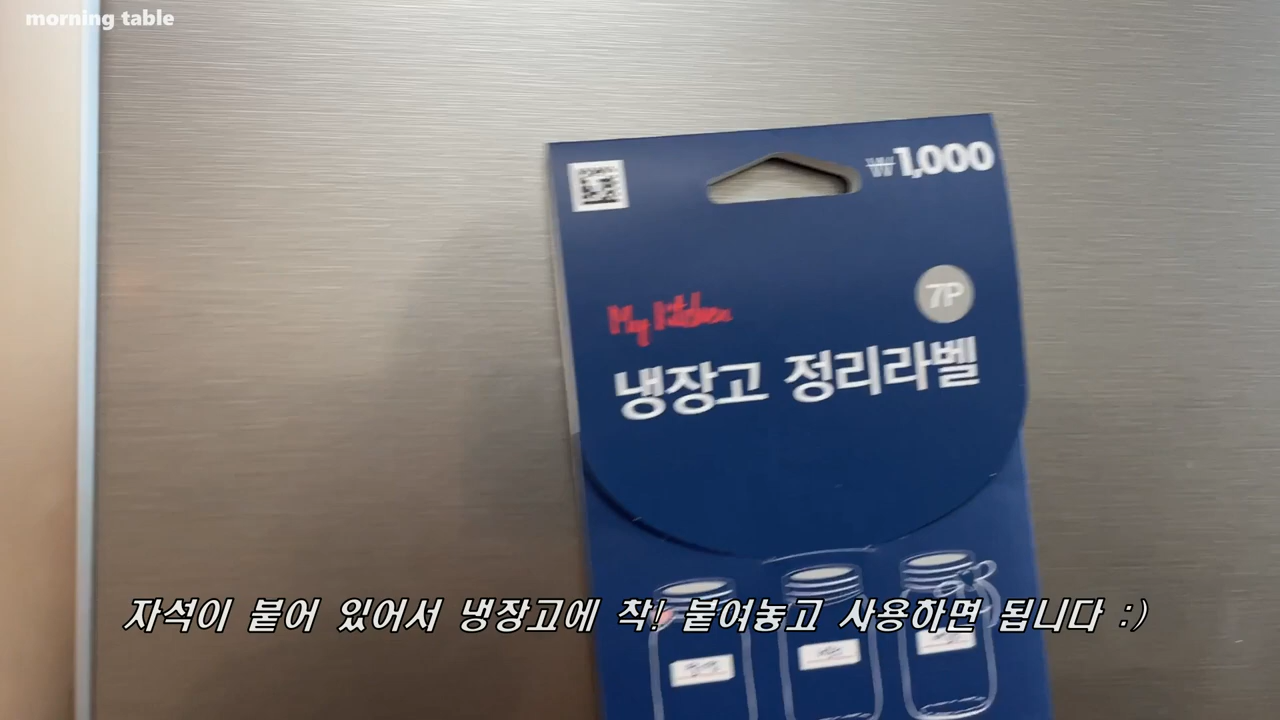 morning table
₩1,000
7P
My Kitchen
냉장고 정리라벨
자석이 붙어 있어서 냉장고에 착! 붙여놓고 사용하면 됩니다 :)